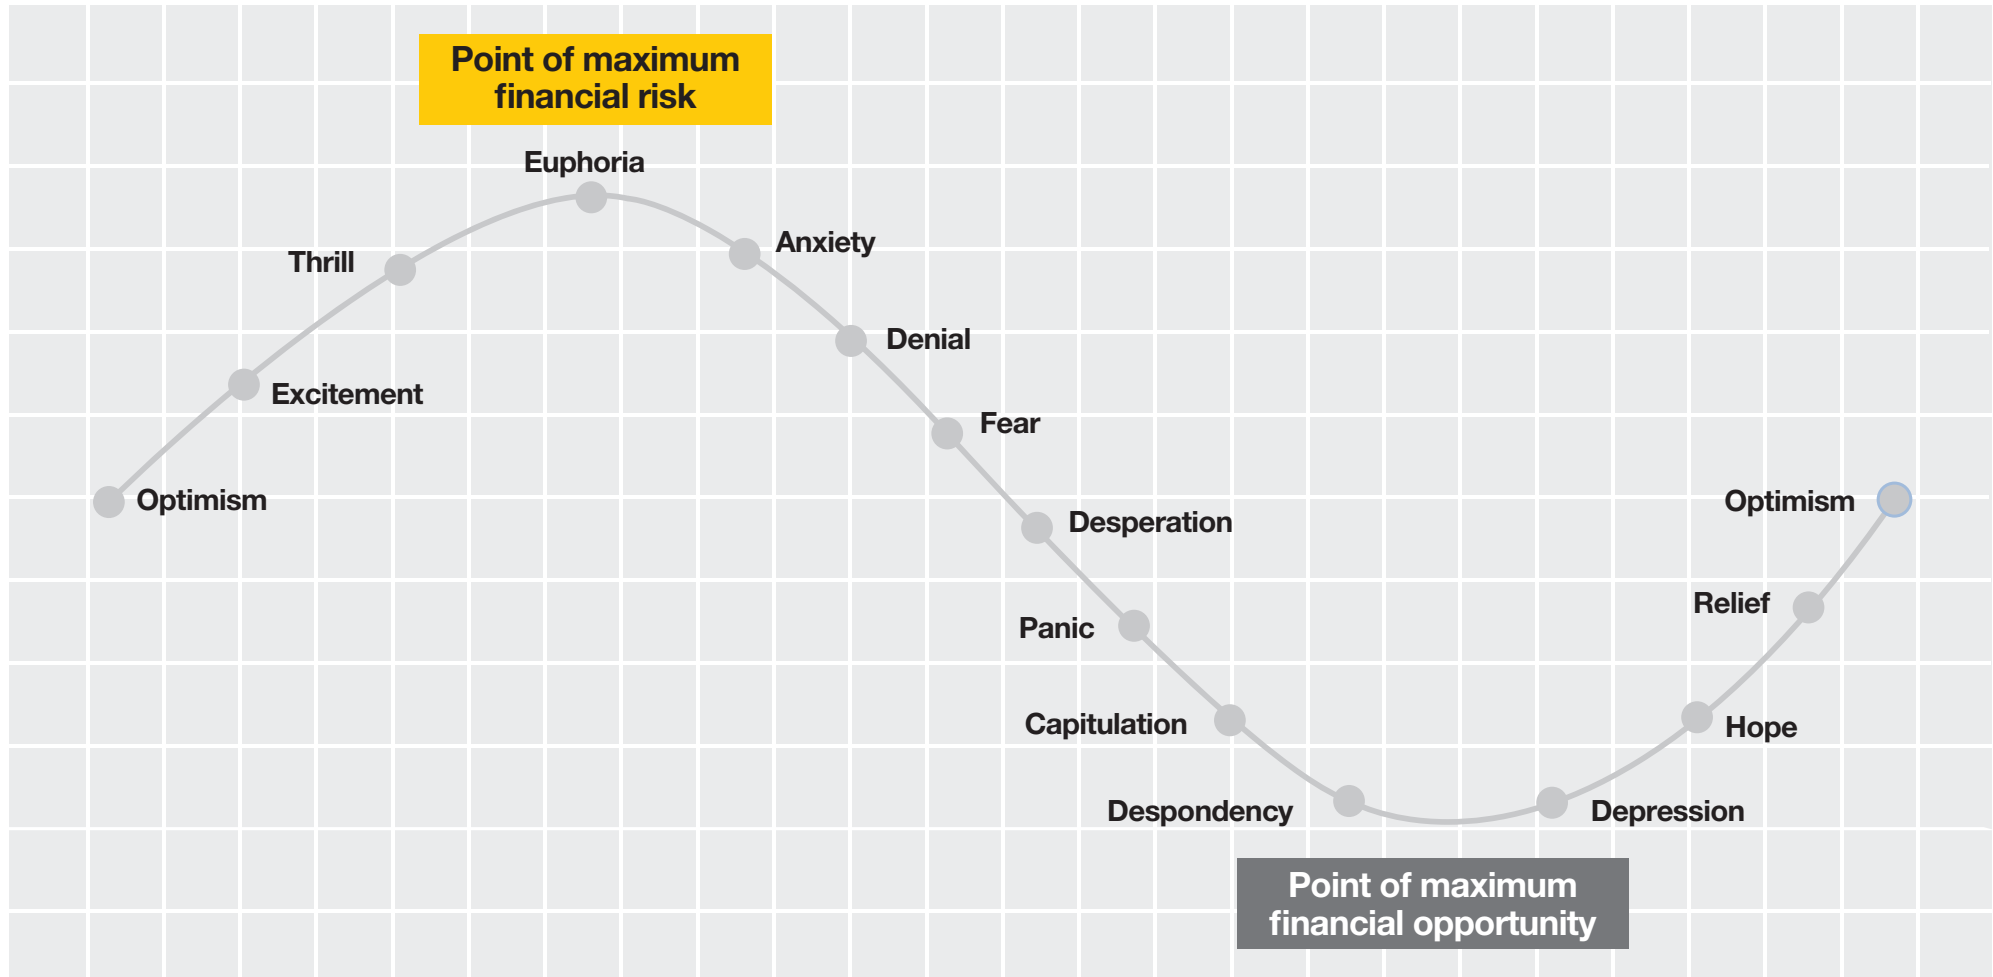 Point of maximum
financial risk
Euphoria
Anxiety
Thrill
Denial
Excitement
Fear
Optimism
Desperation
Optimism
Panic
Relief
Capitulation
Hope
Despondency
Depression
Point of maximum
financial opportunity